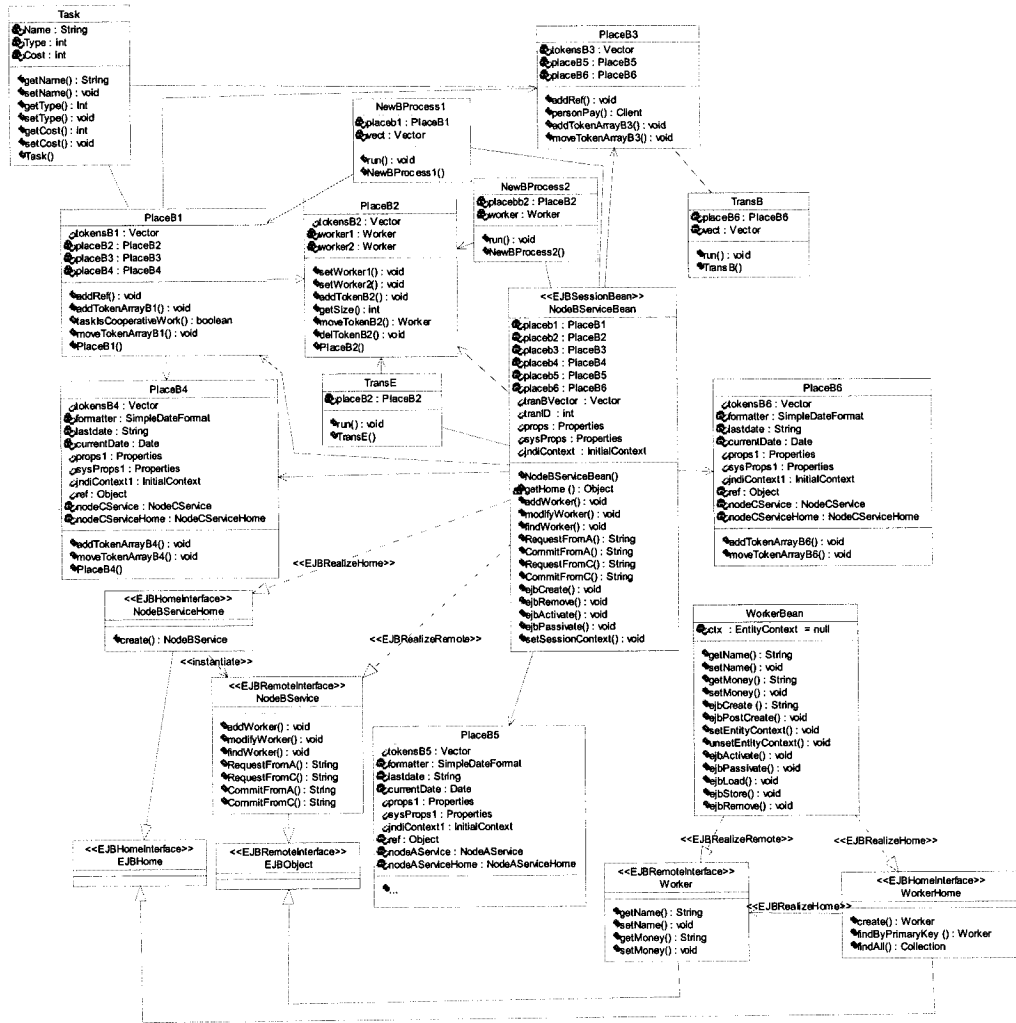 Task
Name : String
Type : int
Cost : int
getName() : String
setName() : void
getType() : Int
setType() : void
getCost() : int
setCost() : void
Task()
PlaceB3
tokensB3 : Vector
placeB5 : PlaceB5
placeB6 : PlaceB6
addRef() : void
personPay() : Client
addTokenArrayB3() : void
moveTokenArrayB3() : void
NewBProcess1
placeb1 : PlaceB1
vect : Vector
run() : void
NewBProcess1()
NewBProcess2
placebb2 : PlaceB2
worker : Worker
run() : void
NewBProcess2()
TransB
placeB6 : PlaceB6
vect : Vector
run() : void
TransB()
PlaceB1
tokensB1 : Vector
placeB2 : PlaceB2
placeB3 : PlaceB3
placeB4 : PlaceB4
addRef() : void
addTokenArrayB1() : void
taskIsCooperativeWork() : boolean
moveTokenArrayB1() : void
PlaceB1()
PlaceB2
tokensB2 : Vector
worker1 : Worker
worker2 : Worker
setWorker1() : void
setWorker2() : void
addTokenB2() : void
getSize() : int
moveTokenB2() : Worker
delTokenB2() : void
PlaceB2()
<<EJBSessionBean>>
NodeBServiceBean
placeb1 : PlaceB1
placeb2 : PlaceB2
placeb3 : PlaceB3
placeb4 : PlaceB4
placeb5 : PlaceB5
placeb6 : PlaceB6
tranBVector : Vector
tranID : int
props : Properties
sysProps : Properties
jndiContext : InitialContext
NodeBServiceBean()
getHome () : Object
addWorker() : void
modifyWorker() : void
findWorker() : void
RequestFromA() : String
CommitFromA() : String
RequestFromC() : String
CommitFromC() : String
ejbCreate() : void
ejbRemove() : void
ejbActivate() : void
ejbPassivate() : void
setSessionContext() : void
TransE
placeB2 : PlaceB2
run() : void
TransE()
PlaceB4
tokensB4 : Vector
formatter : SimpleDateFormat
lastdate : String
currentDate : Date
props1 : Properties
sysProps1 : Properties
jndiContext1 : InitialContext
ref : Object
nodeCService : NodeCService
nodeCServiceHome : NodeCServiceHome
addTokenArrayB4() : void
moveTokenArrayB4() : void
PlaceB4()
PlaceB6
tokensB6 : Vector
formatter : SimpleDateFormat
lastdate : String
currentDate : Date
props1 : Properties
sysProps1 : Properties
jndiContext1 : InitialContext
ref : Object
nodeCService : NodeCService
nodeCServiceHome : NodeCServiceHome
addTokenArrayB6() : void
moveTokenArrayB6() : void
<<EJBRealizeHome>>
<<EJBHomeInterface>>
NodeBServiceHome
create() : NodeBService
<<EJBRealizeRemote>>
<<instantiate>>
<<EJBRemoteInterface>>
NodeBService
addWorker() : void
modifyWorker() : void
findWorker() : void
RequestFromA() : String
RequestFromC() : String
CommitFromA() : String
CommitFromC() : String
WorkerBean
ctx : EntityContext = null
getName() : String
setName() : void
getMoney() : String
setMoney() : void
ejbCreate () : String
ejbPostCreate() : void
setEntityContext() : void
unsetEntityContext() : void
ejbActivate() : void
ejbPassivate() : void
ejbLoad() : void
ejbStore() : void
ejbRemove() : void
PlaceB5
tokensB5 : Vector
formatter : SimpleDateFormat
lastdate : String
currentDate : Date
props1 : Properties
sysProps1 : Properties
jndiContext1 : InitialContext
ref : Object
nodeAService : NodeAService
nodeAServiceHome : NodeAServiceHome
...
<<EJBHomeInterface>>
EJBHome
<<EJBRemoteInterface>>
EJBObject
<<EJBRealizeRemote>>
<<EJBRealizeHome>>
<<EJBRemoteInterface>>
Worker
getName() : String
setName() : void
getMoney() : String
setMoney() : void
<<EJBRealizeHome>>
<<EJBHomeInterface>>
WorkerHome
create() : Worker
findByPrimaryKey () : Worker
findAll() : Collection